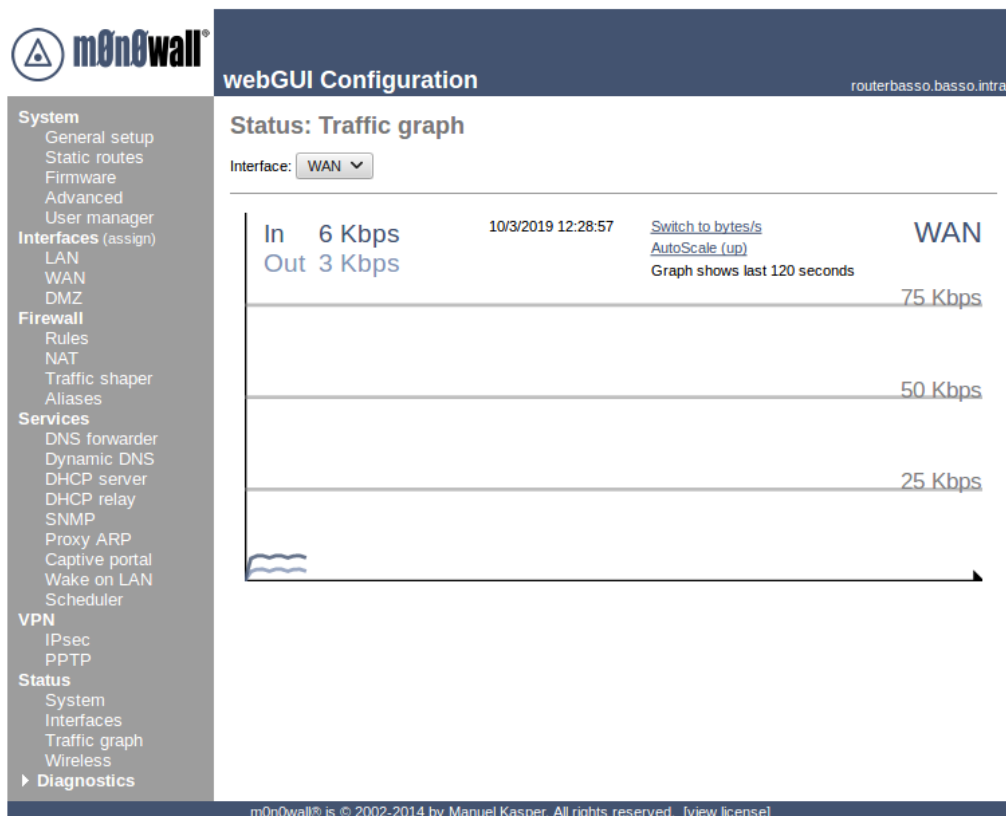 m0n0wall®
webGUI Configuration
routerbasso.basso.intra
System
General setup
Static routes
Firmware
Advanced
User manager
Interfaces (assign)
LAN
WAN
DMZ
Firewall
Rules
NAT
Traffic shaper
Aliases
Services
DNS forwarder
Dynamic DNS
DHCP server
DHCP relay
SNMP
Proxy ARP
Captive portal
Wake on LAN
Scheduler
VPN
IPsec
PPTP
Status
System
Interfaces
Traffic graph
Wireless
Diagnostics
Status: Traffic graph
Interface: WAN
In 6 Kbps
Out 3 Kbps
10/3/2019 12:28:57
Switch to bytes/s
AutoScale (up)
Graph shows last 120 seconds
WAN
75 Kbps
50 Kbps
25 Kbps
m0n0wall® is © 2002-2014 by Manuel Kasper. All rights reserved. [view license]